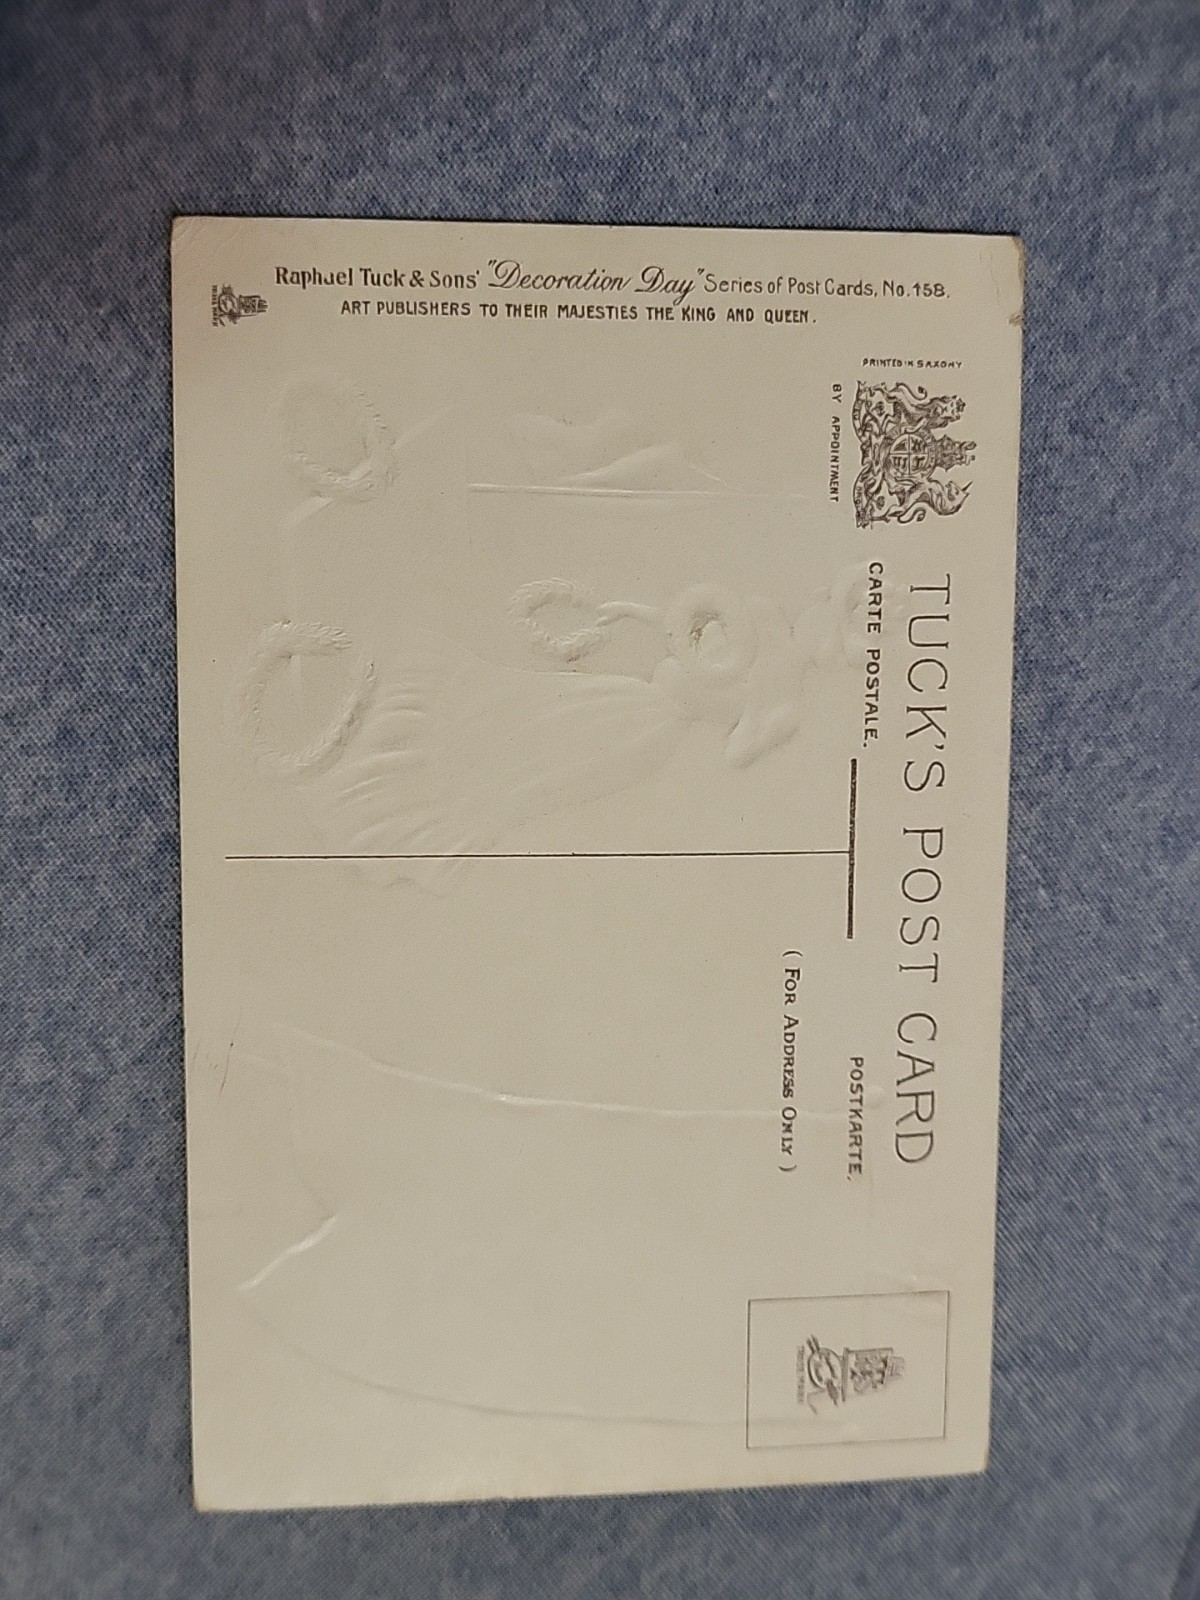 Raphael Tuck & Sons' "Decoration Day" Series of Post Cards, No. 158.
ART PUBLISHERS TO THEIR MAJESTIES THE KING AND QUEEN.
PRINTED IN SAXONY
BY APPOINTMENT
TUCK'S POST CARD
CARTE POSTALE.
POSTKARTE.
( FOR ADDRESS ONLY )